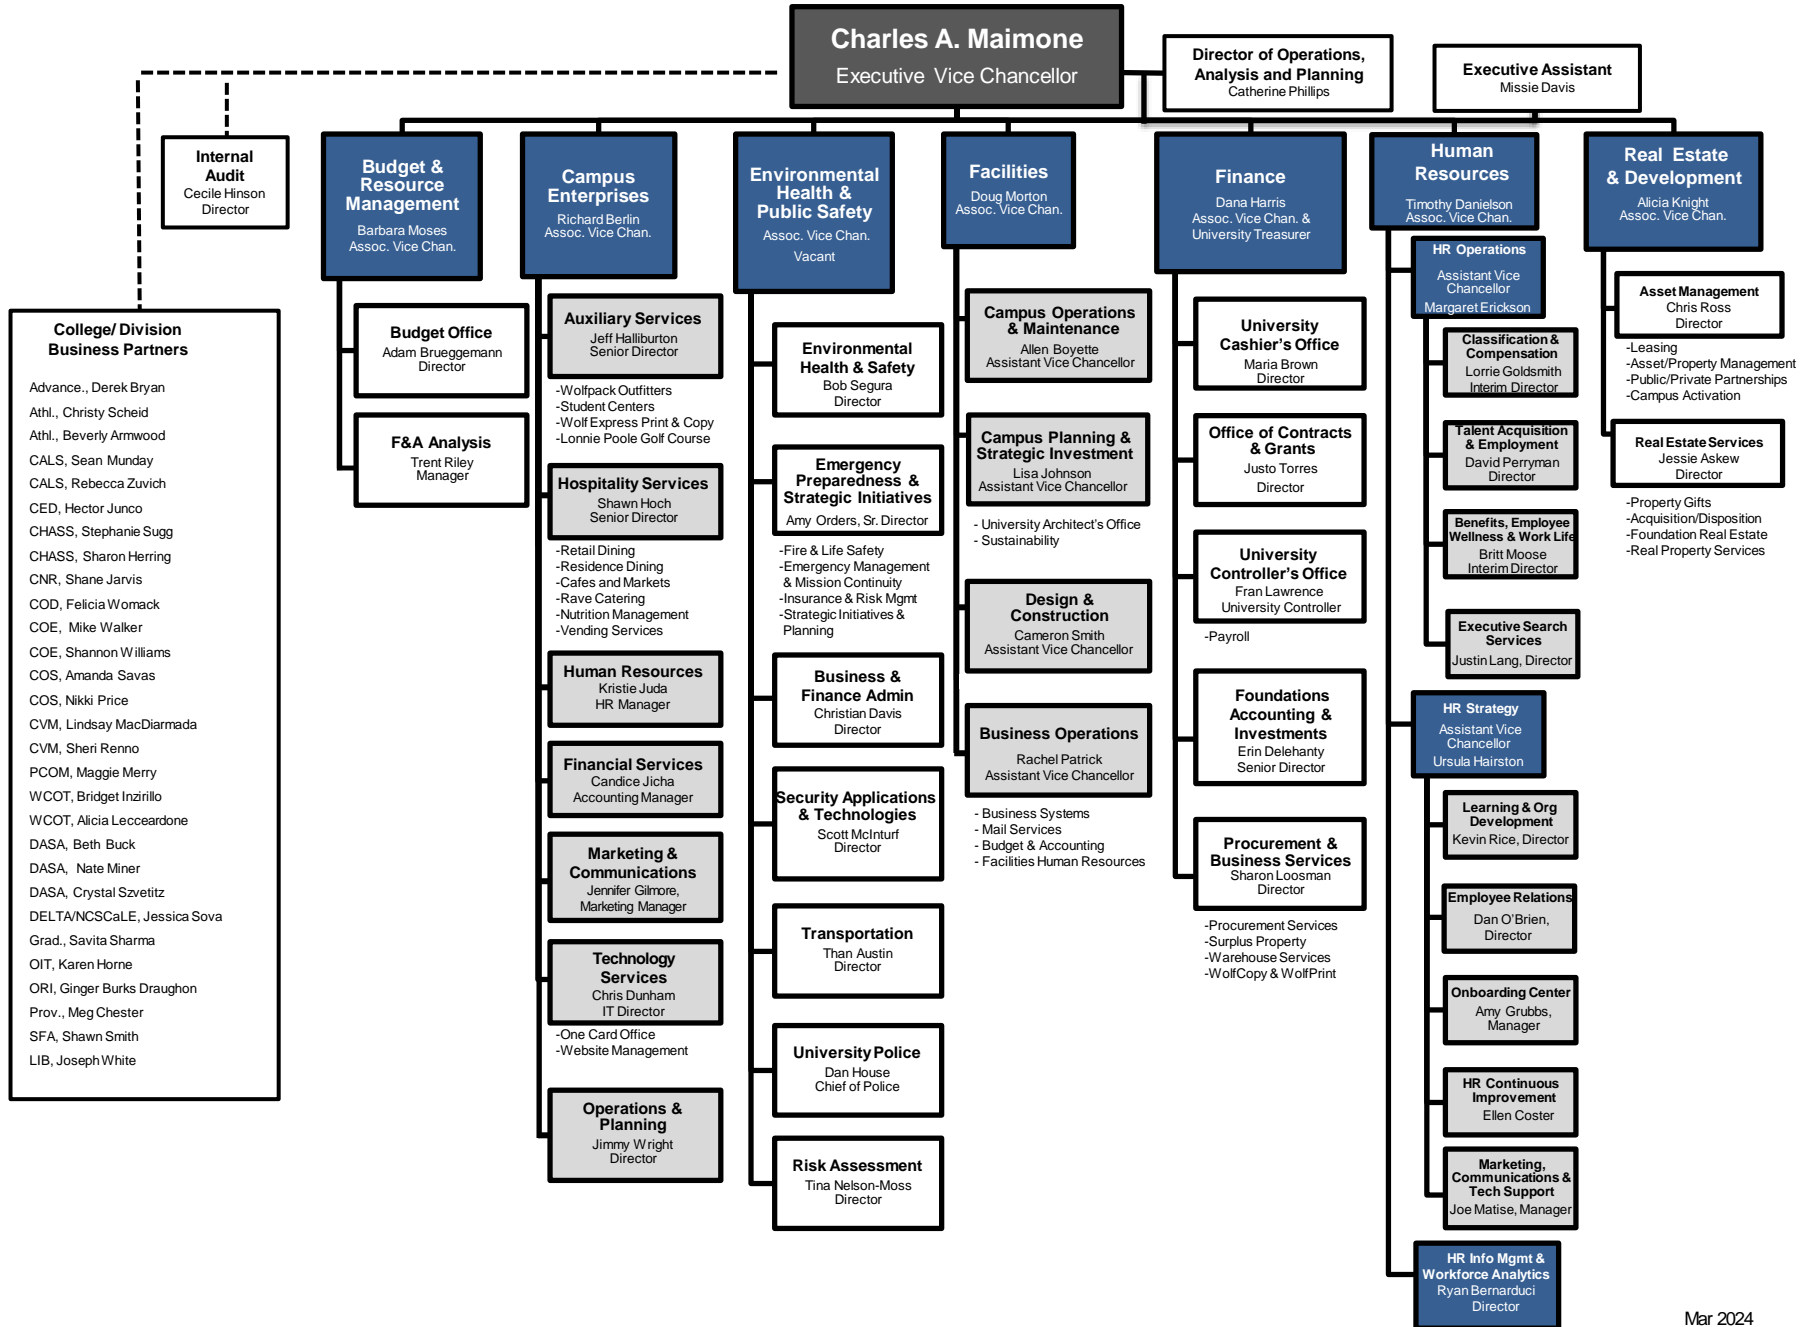 Charles A. Maimone
Executive Vice Chancellor
Director of Operations,
Analysis and Planning
Catherine Phillips
Executive Assistant
Missie Davis
Internal
Audit
Cecile Hinson
Director
College/ Division
Business Partners
Advance., Derek Bryan
Athl., Christy Scheid
Athl., Beverly Armwood
CALS, Sean Munday
CALS, Rebecca Zuvich
CED, Hector Junco
CHASS, Stephanie Sugg
CHASS, Sharon Herring
CNR, Shane Jarvis
COD, Felicia Womack
COE, Mike Walker
COE, Shannon Williams
COS, Amanda Savas
COS, Nikki Price
CVM, Lindsay MacDiarmada
CVM, Sheri Renno
PCOM, Maggie Merry
WCOT, Bridget Inzirillo
WCOT, Alicia Lecceardone
DASA, Beth Buck
DASA, Nate Miner
DASA, Crystal Szvetitz
DELTA/NCSCaLE, Jessica Sova
Grad., Savita Sharma
OIT, Karen Horne
ORI, Ginger Burks Draughon
Prov., Meg Chester
SFA, Shawn Smith
LIB, Joseph White
Budget &
Resource
Management
Barbara Moses
Assoc. Vice Chan.
Budget Office
Adam Brueggemann
Director
F&A Analysis
Trent Riley
Manager
Campus
Enterprises
Richard Berlin
Assoc. Vice Chan.
Auxiliary Services
Jeff Halliburton
Senior Director
-Wolfpack Outfitters
-Student Centers
-Wolf Express Print & Copy
-Lonnie Poole Golf Course
Hospitality Services
Shawn Hoch
Senior Director
-Retail Dining
-Residence Dining
-Cafes and Markets
-Rave Catering
-Nutrition Management
-Vending Services
Human Resources
Kristie Juda
HR Manager
Financial Services
Candice Jicha
Accounting Manager
Marketing &
Communications
Jennifer Gilmore,
Marketing Manager
Technology
Services
Chris Dunham
IT Director
-One Card Office
-Website Management
Operations &
Planning
Jimmy Wright
Director
Environmental
Health &
Public Safety
Assoc. Vice Chan.
Vacant
Environmental
Health & Safety
Bob Segura
Director
Emergency
Preparedness &
Strategic Initiatives
Amy Orders, Sr. Director
-Fire & Life Safety
-Emergency Management
& Mission Continuity
-Insurance & Risk Mgmt
-Strategic Initiatives &
Planning
Business &
Finance Admin
Christian Davis
Director
Security Applications
& Technologies
Scott McInturf
Director
Transportation
Than Austin
Director
University Police
Dan House
Chief of Police
Risk Assessment
Tina Nelson-Moss
Director
Facilities
Doug Morton
Assoc. Vice Chan.
Campus Operations
& Maintenance
Allen Boyette
Assistant Vice Chancellor
Campus Planning &
Strategic Investment
Lisa Johnson
Assistant Vice Chancellor
- University Architect's Office
- Sustainability
Design &
Construction
Cameron Smith
Assistant Vice Chancellor
Business Operations
Rachel Patrick
Assistant Vice Chancellor
- Business Systems
- Mail Services
- Budget & Accounting
- Facilities Human Resources
Finance
Dana Harris
Assoc. Vice Chan. &
University Treasurer
University
Cashier's Office
Maria Brown
Director
Office of Contracts
& Grants
Justo Torres
Director
University
Controller's Office
Fran Lawrence
University Controller
-Payroll
Foundations
Accounting &
Investments
Erin Delehanty
Senior Director
Procurement &
Business Services
Sharon Loosman
Director
-Procurement Services
-Surplus Property
-Warehouse Services
-WolfCopy & WolfPrint
Human
Resources
Timothy Danielson
Assoc. Vice Chan.
HR Operations
Assistant Vice
Chancellor
Margaret Erickson
Classification &
Compensation
Lorrie Goldsmith
Interim Director
Talent Acquisition
& Employment
David Perryman
Director
Benefits, Employee
Wellness & Work Life
Britt Moose
Interim Director
Executive Search
Services
Justin Lang, Director
HR Strategy
Assistant Vice
Chancellor
Ursula Hairston
Learning & Org
Development
Kevin Rice, Director
Employee Relations
Dan O'Brien,
Director
Onboarding Center
Amy Grubbs,
Manager
HR Continuous
Improvement
Ellen Coster
Marketing,
Communications &
Tech Support
Joe Matise, Manager
HR Info Mgmt &
Workforce Analytics
Ryan Bernarduci
Director
Real Estate
& Development
Alicia Knight
Assoc. Vice Chan.
Asset Management
Chris Ross
Director
-Leasing
-Asset/Property Management
-Public/Private Partnerships
-Campus Activation
Real Estate Services
Jessie Askew
Director
-Property Gifts
-Acquisition/Disposition
-Foundation Real Estate
-Real Property Services
Mar 2024